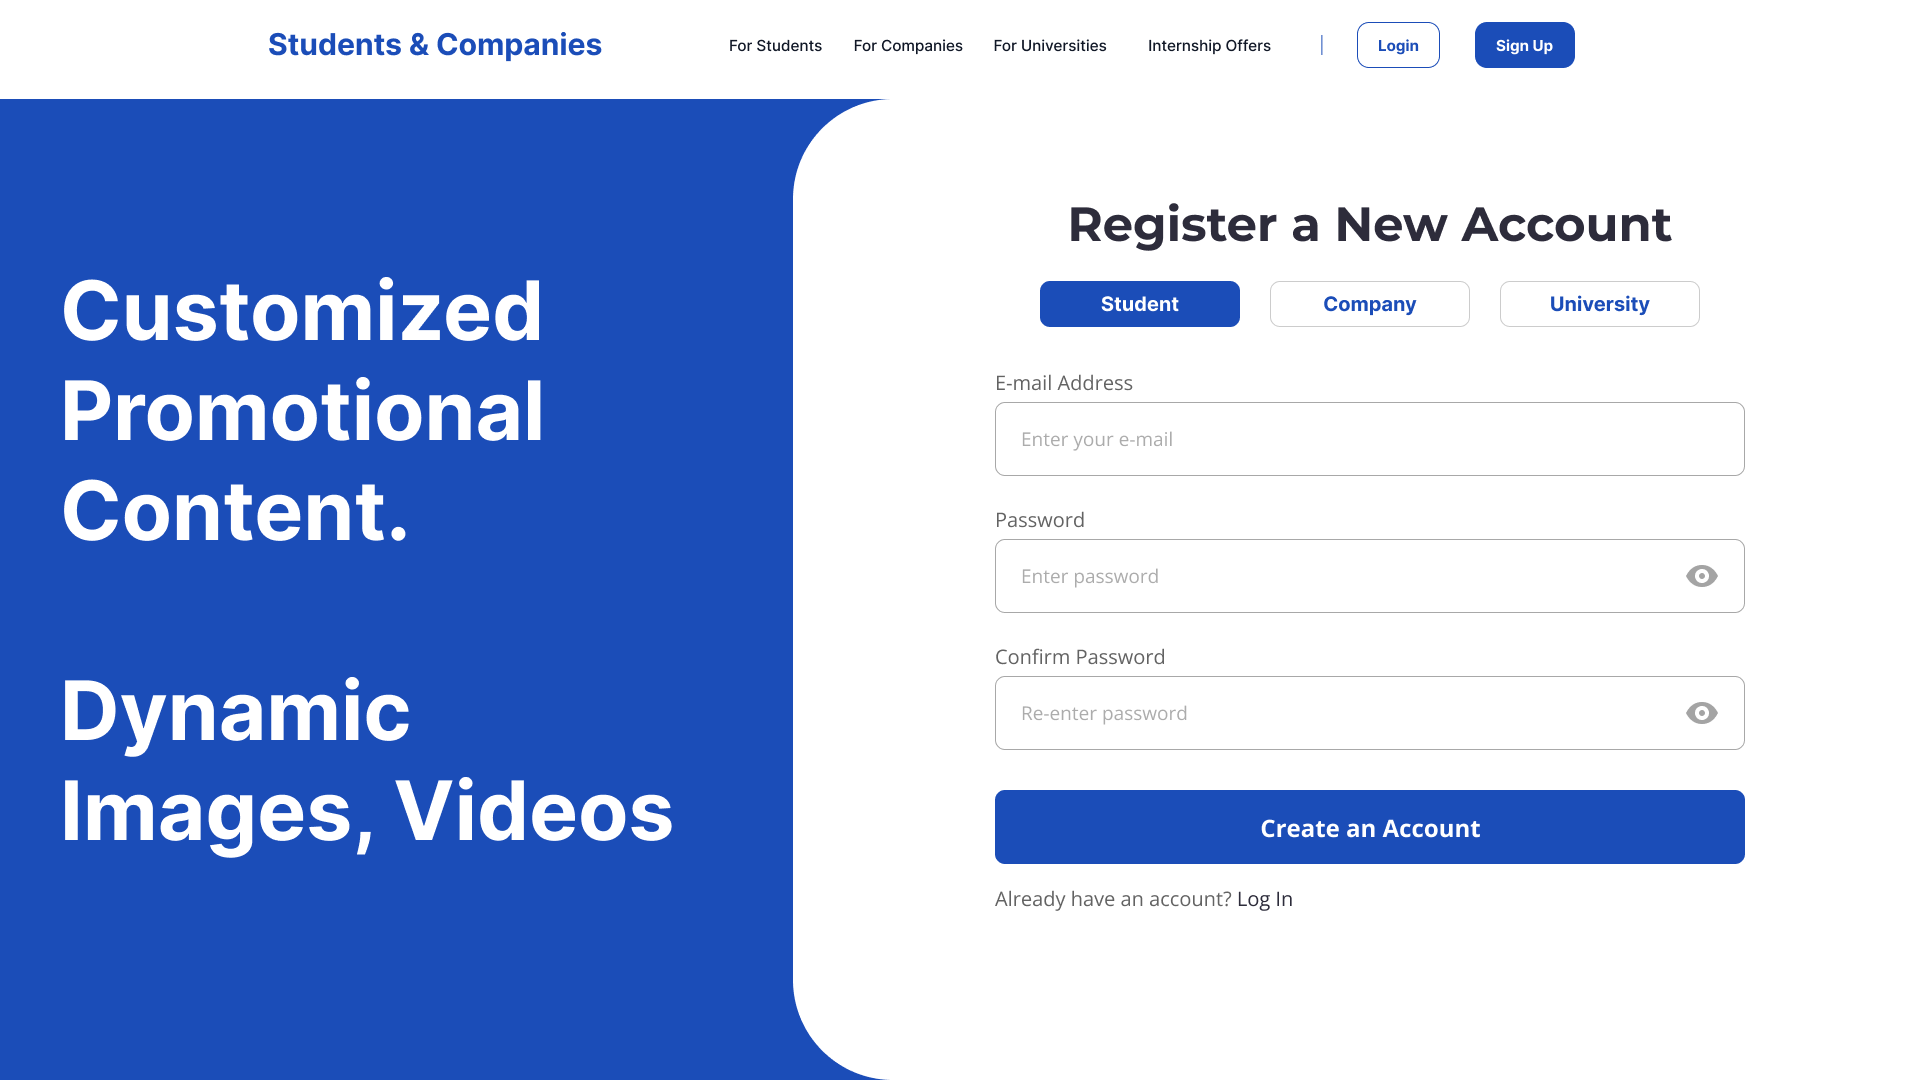 Students & Companies
For Students For Companies For Universities Internship Offers | Login Sign Up
Customized
Promotional
Content.
Dynamic
Images, Videos
Register a New Account
Student Company University
E-mail Address
Enter your e-mail
Password
Enter password
Confirm Password
Re-enter password
Create an Account
Already have an account? Log In